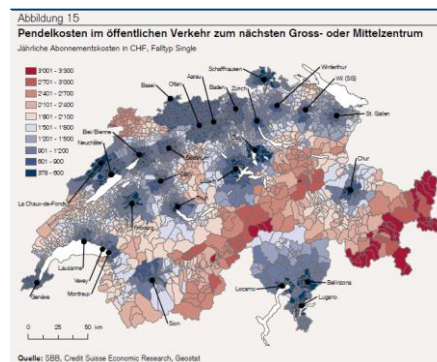 Abbildung 15
Pendelkosten im öffentlichen Verkehr zum nächsten Gross- oder Mittelzentrum
Jährliche Abonnementskosten in CHF, Falltyp Single
3'001 - 3'300
2'701 - 3'000
2'401 - 2'700
2'101 - 2'400
1'801 - 2'100
1'501 - 1'800
1'201 - 1'500
901 - 1'200
601 - 900
378 - 600
Schaffhausen
Winterthur
Aarau
Baden
Zürich
Wil (SG)
Olten
Basel
St. Gallen
Biel/Bienne
Neuchâtel
Solothurn
Bern
Chur
La Chaux-de-Fonds
Thun
Fribourg
Lausanne
Vevey
Montreux
Genève
Sion
Locarno
Bellinzona
Lugano
0 25 50
km
Quelle: SBB, Credit Suisse Economic Research, Geostat